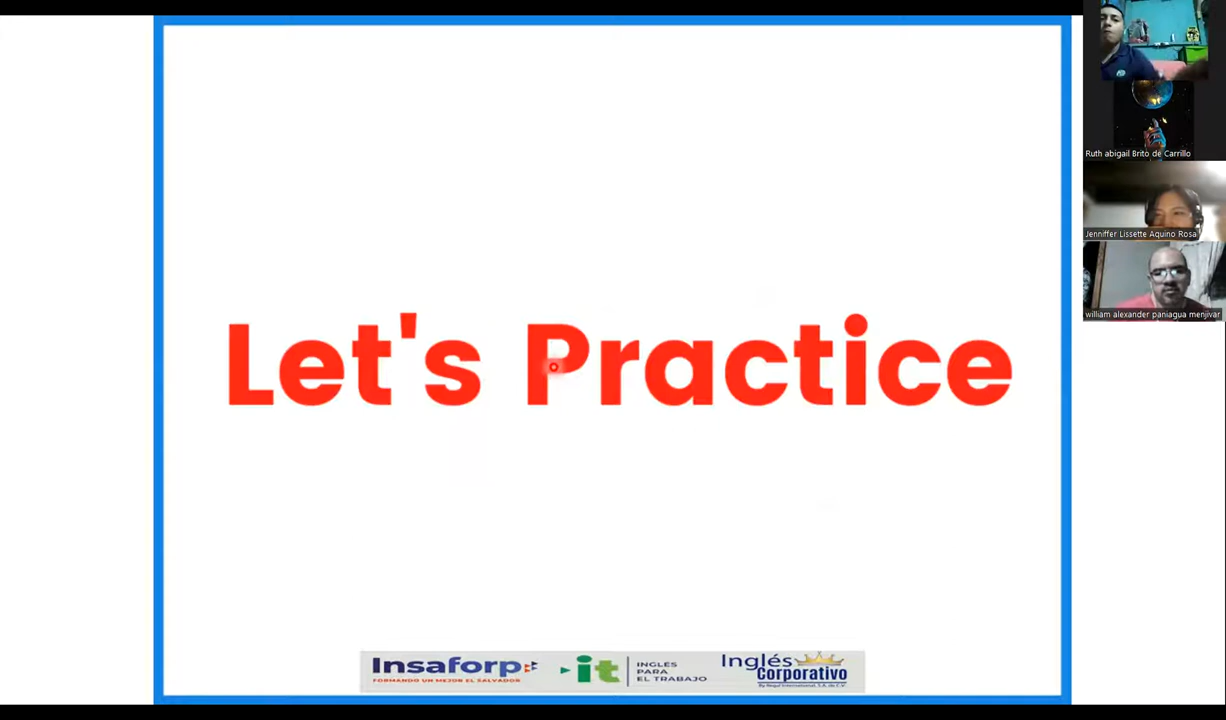 Let's Practice
Insaforp
FORMANDO UN MEJOR EL SALVADOR
it
INGLÉS
PARA
EL TRABAJO
Inglés
Corporativo
Ruth abigail Brito de Carrillo
Jenniffer Lissette Aquino Rosa
william alexander paniagua menjivar